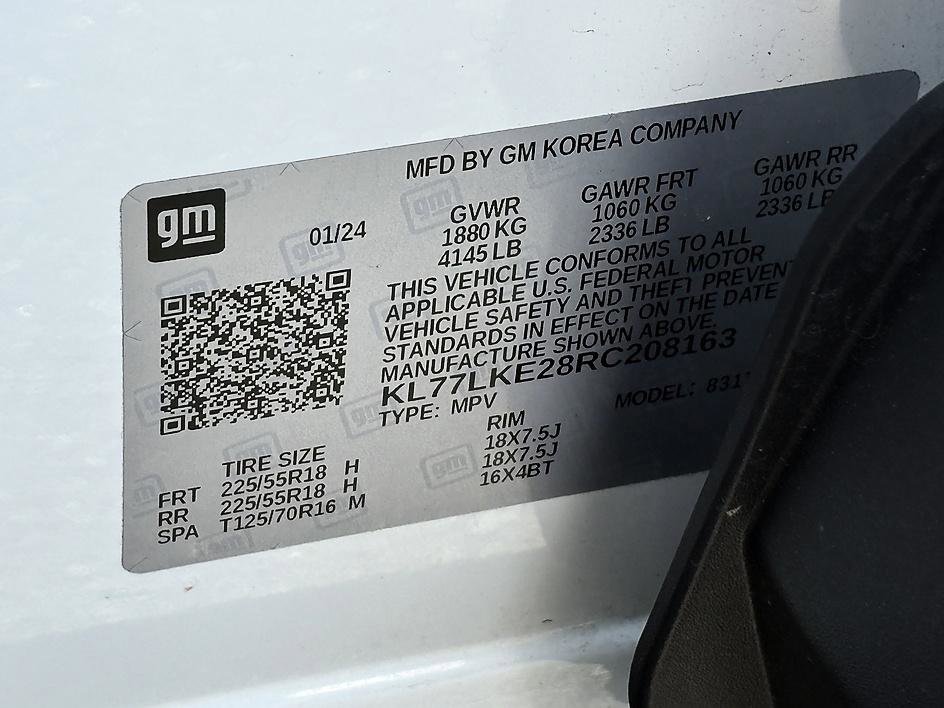 MFD BY GM KOREA COMPANY
gm
01/24
GVWR
1880 KG
4145 LB
GAWR FRT
1060 KG
2336 LB
GAWR RR
1060 KG
2336 LB
THIS VEHICLE CONFORMS TO ALL
APPLICABLE U.S. FEDERAL MOTOR
VEHICLE SAFETY AND THEFT PREVENT
STANDARDS IN EFFECT ON THE DATE
MANUFACTURE SHOWN ABOVE.
KL77LKE28RC208163
TYPE: MPV MODEL:
TIRE SIZE RIM
FRT 225/55R18 H 18X7.5J
RR 225/55R18 H 18X7.5J
SPA T125/70R16 M 16X4BT